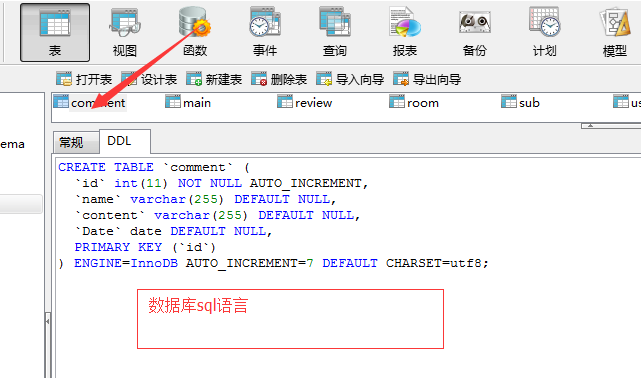 表 视图 函数 事件 查询 报表 备份 计划 模型
打开表 设计表 新建表 删除表 导入向导 导出向导
comment main review room sub us
ema
常规 DDL
CREATE TABLE `comment` (
`id` int(11) NOT NULL AUTO_INCREMENT,
`name` varchar(255) DEFAULT NULL,
`content` varchar(255) DEFAULT NULL,
`Date` date DEFAULT NULL,
PRIMARY KEY (`id`)
) ENGINE=InnoDB AUTO_INCREMENT=7 DEFAULT CHARSET=utf8;
数据库sql语言